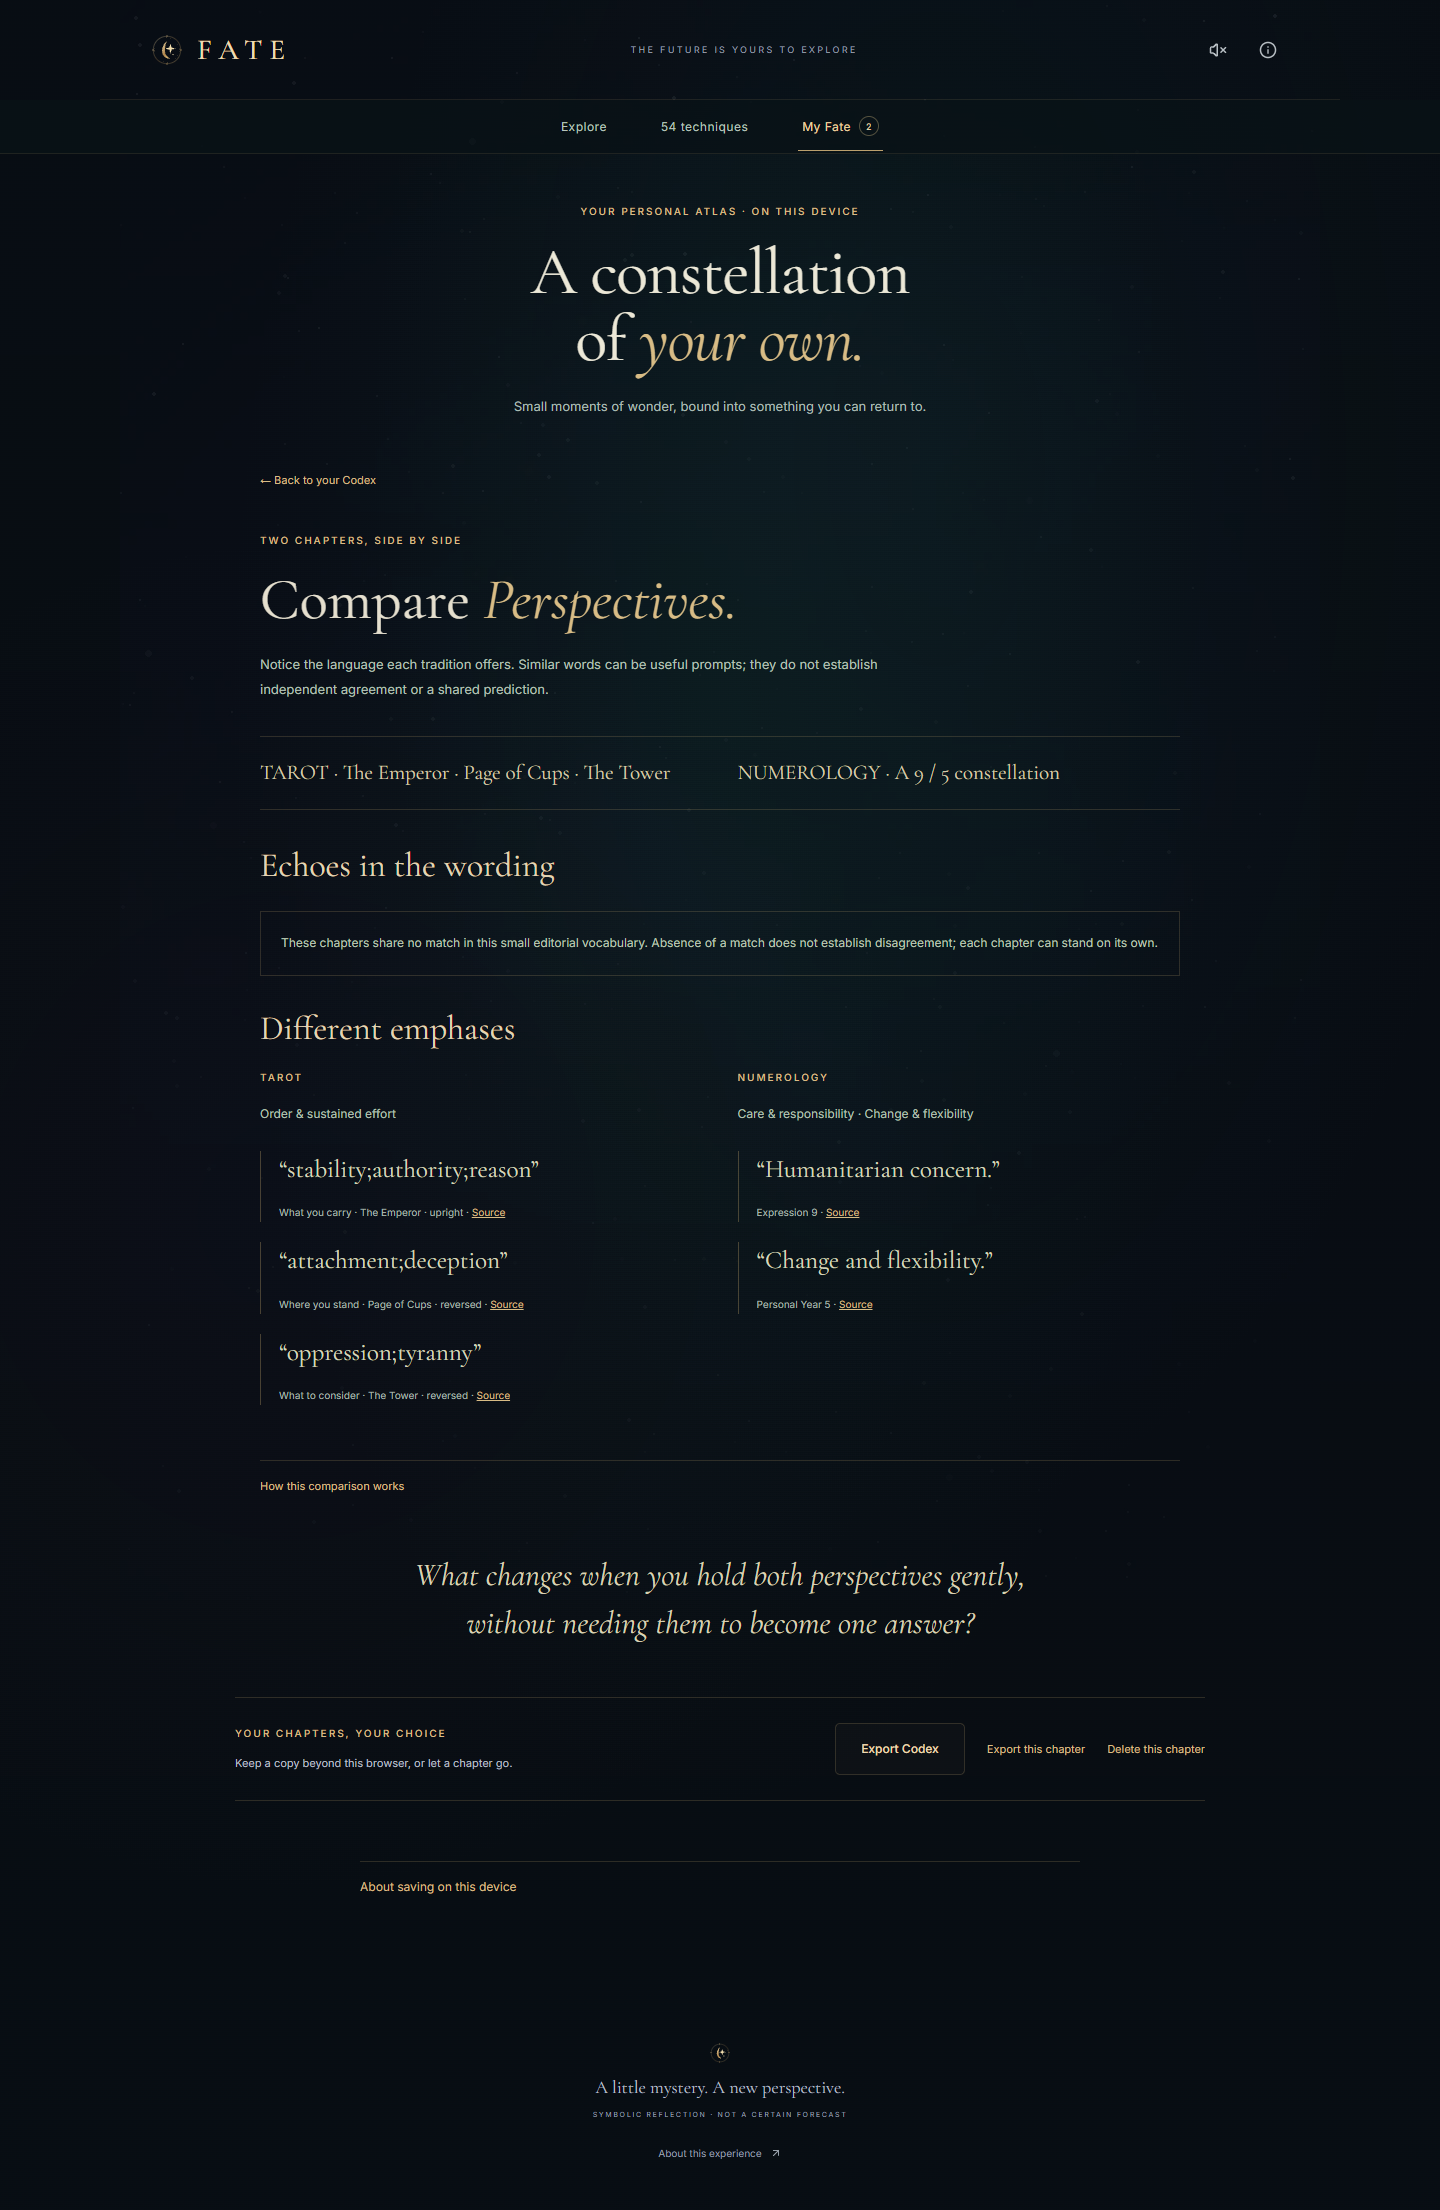 FATE
THE FUTURE IS YOURS TO EXPLORE
Explore
54 techniques
My Fate 2
YOUR PERSONAL ATLAS · ON THIS DEVICE
A constellation
of your own.
Small moments of wonder, bound into something you can return to.
← Back to your Codex
TWO CHAPTERS, SIDE BY SIDE
Compare Perspectives.
Notice the language each tradition offers. Similar words can be useful prompts; they do not establish
independent agreement or a shared prediction.
TAROT · The Emperor · Page of Cups · The Tower
NUMEROLOGY · A 9 / 5 constellation
Echoes in the wording
These chapters share no match in this small editorial vocabulary. Absence of a match does not establish disagreement; each chapter can stand on its own.
Different emphases
TAROT
Order & sustained effort
“stability;authority;reason”
What you carry · The Emperor · upright · Source
“attachment;deception”
Where you stand · Page of Cups · reversed · Source
“oppression;tyranny”
What to consider · The Tower · reversed · Source
NUMEROLOGY
Care & responsibility · Change & flexibility
“Humanitarian concern.”
Expression 9 · Source
“Change and flexibility.”
Personal Year 5 · Source
How this comparison works
What changes when you hold both perspectives gently,
without needing them to become one answer?
YOUR CHAPTERS, YOUR CHOICE
Keep a copy beyond this browser, or let a chapter go.
Export Codex
Export this chapter
Delete this chapter
About saving on this device
A little mystery. A new perspective.
SYMBOLIC REFLECTION · NOT A CERTAIN FORECAST
About this experience